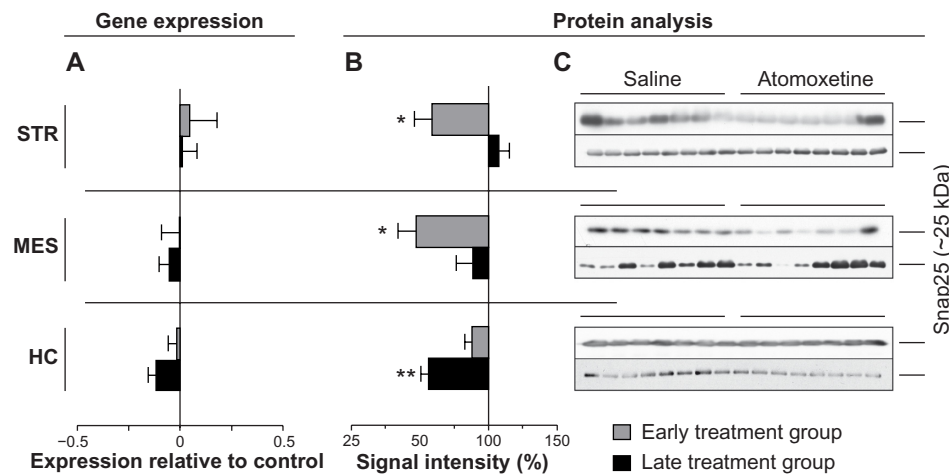 Gene expression
Protein analysis
A
B
C
Saline
Atomoxetine
STR
*
MES
*
HC
**
Snap25 (~25 kDa)
−0.5
0
0.5
25
50
100
150
Expression relative to control
Signal intensity (%)
Early treatment group
Late treatment group